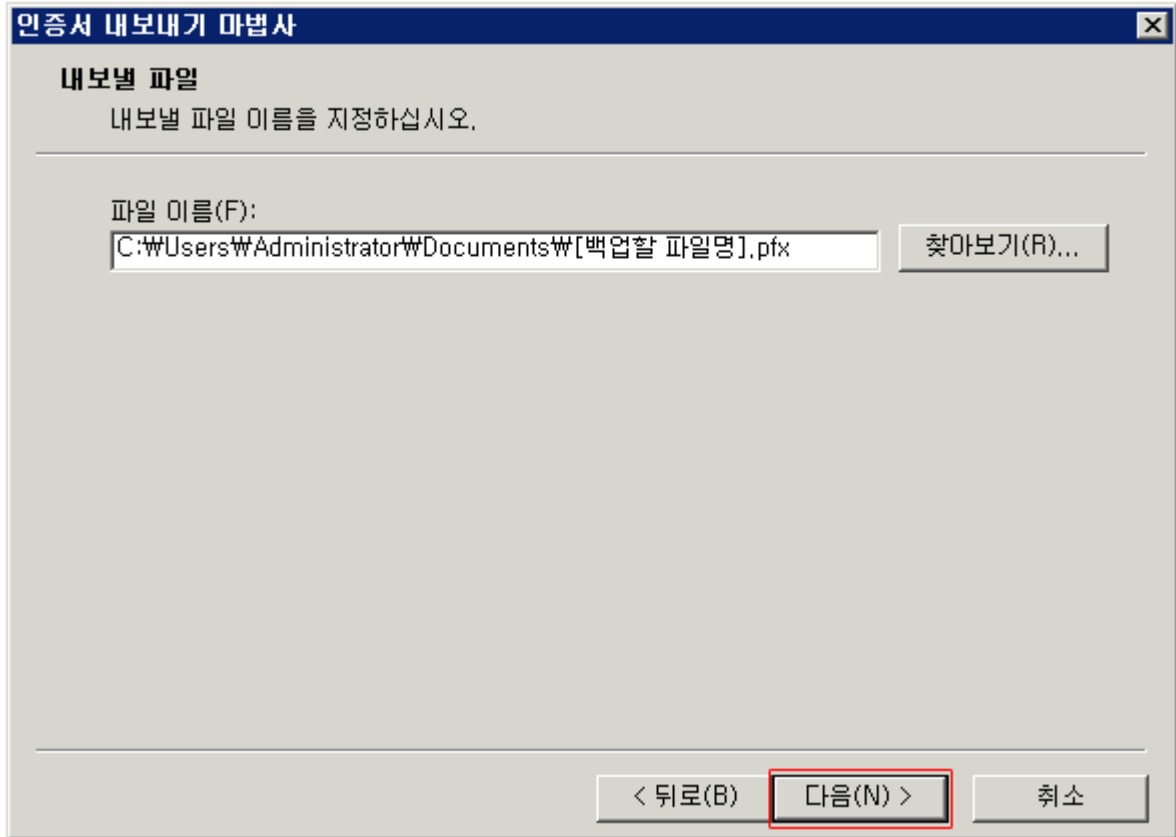 인증서 내보내기 마법사
내보낼 파일
내보낼 파일 이름을 지정하십시오.
파일 이름(F):
C:₩Users₩Administrator₩Documents₩[백업할 파일명].pfx
찾아보기(R)...
< 뒤로(B)
다음(N) >
취소